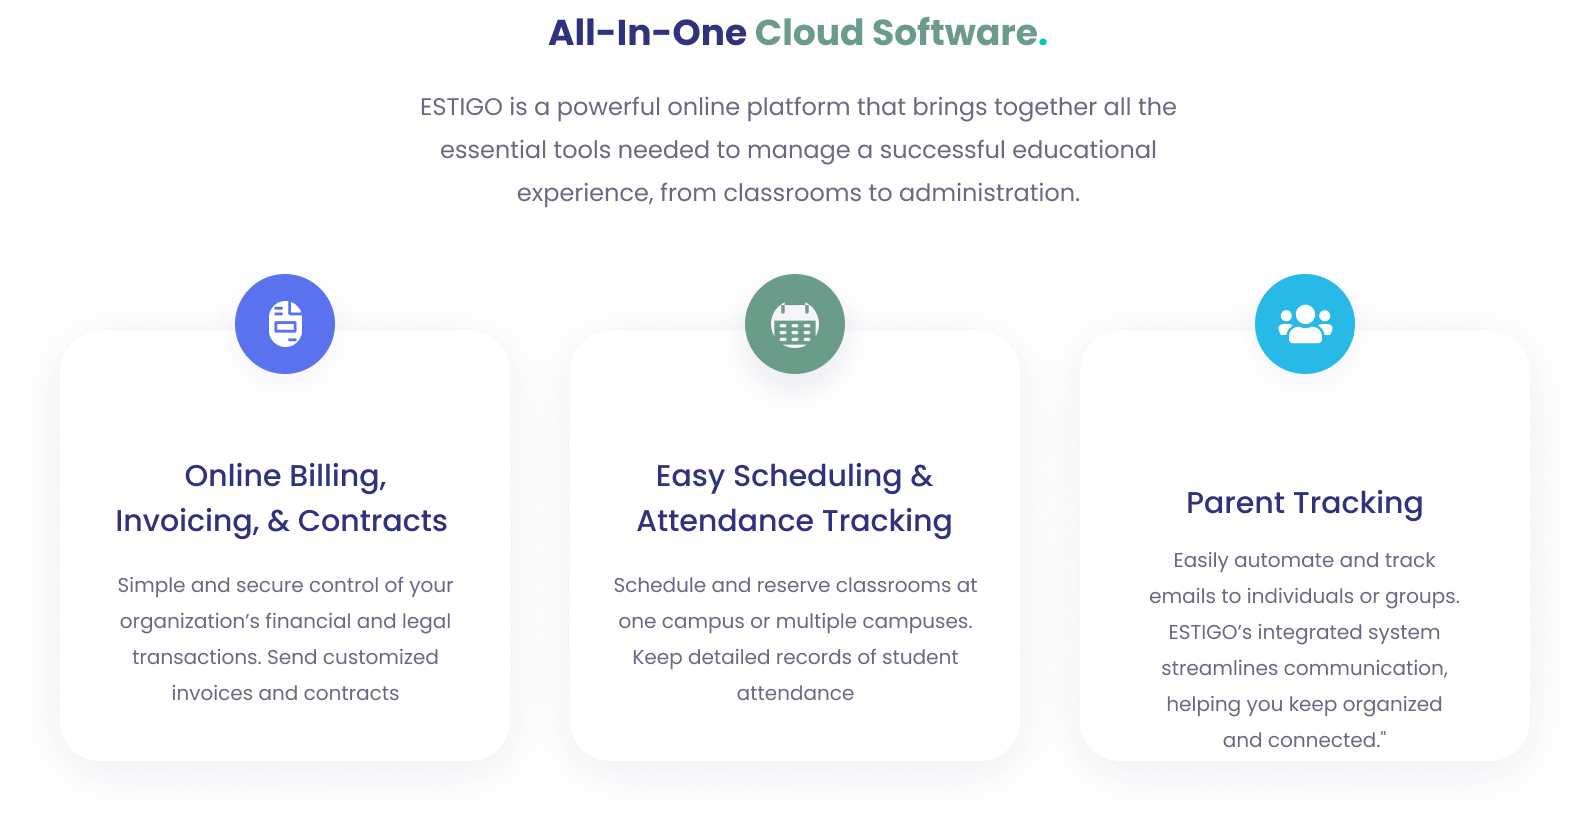 All-In-One Cloud Software.
ESTIGO is a powerful online platform that brings together all the
essential tools needed to manage a successful educational
experience, from classrooms to administration.
Online Billing,
Invoicing, & Contracts
Simple and secure control of your
organization’s financial and legal
transactions. Send customized
invoices and contracts
Easy Scheduling &
Attendance Tracking
Schedule and reserve classrooms at
one campus or multiple campuses.
Keep detailed records of student
attendance
Parent Tracking
Easily automate and track
emails to individuals or groups.
ESTIGO’s integrated system
streamlines communication,
helping you keep organized
and connected."